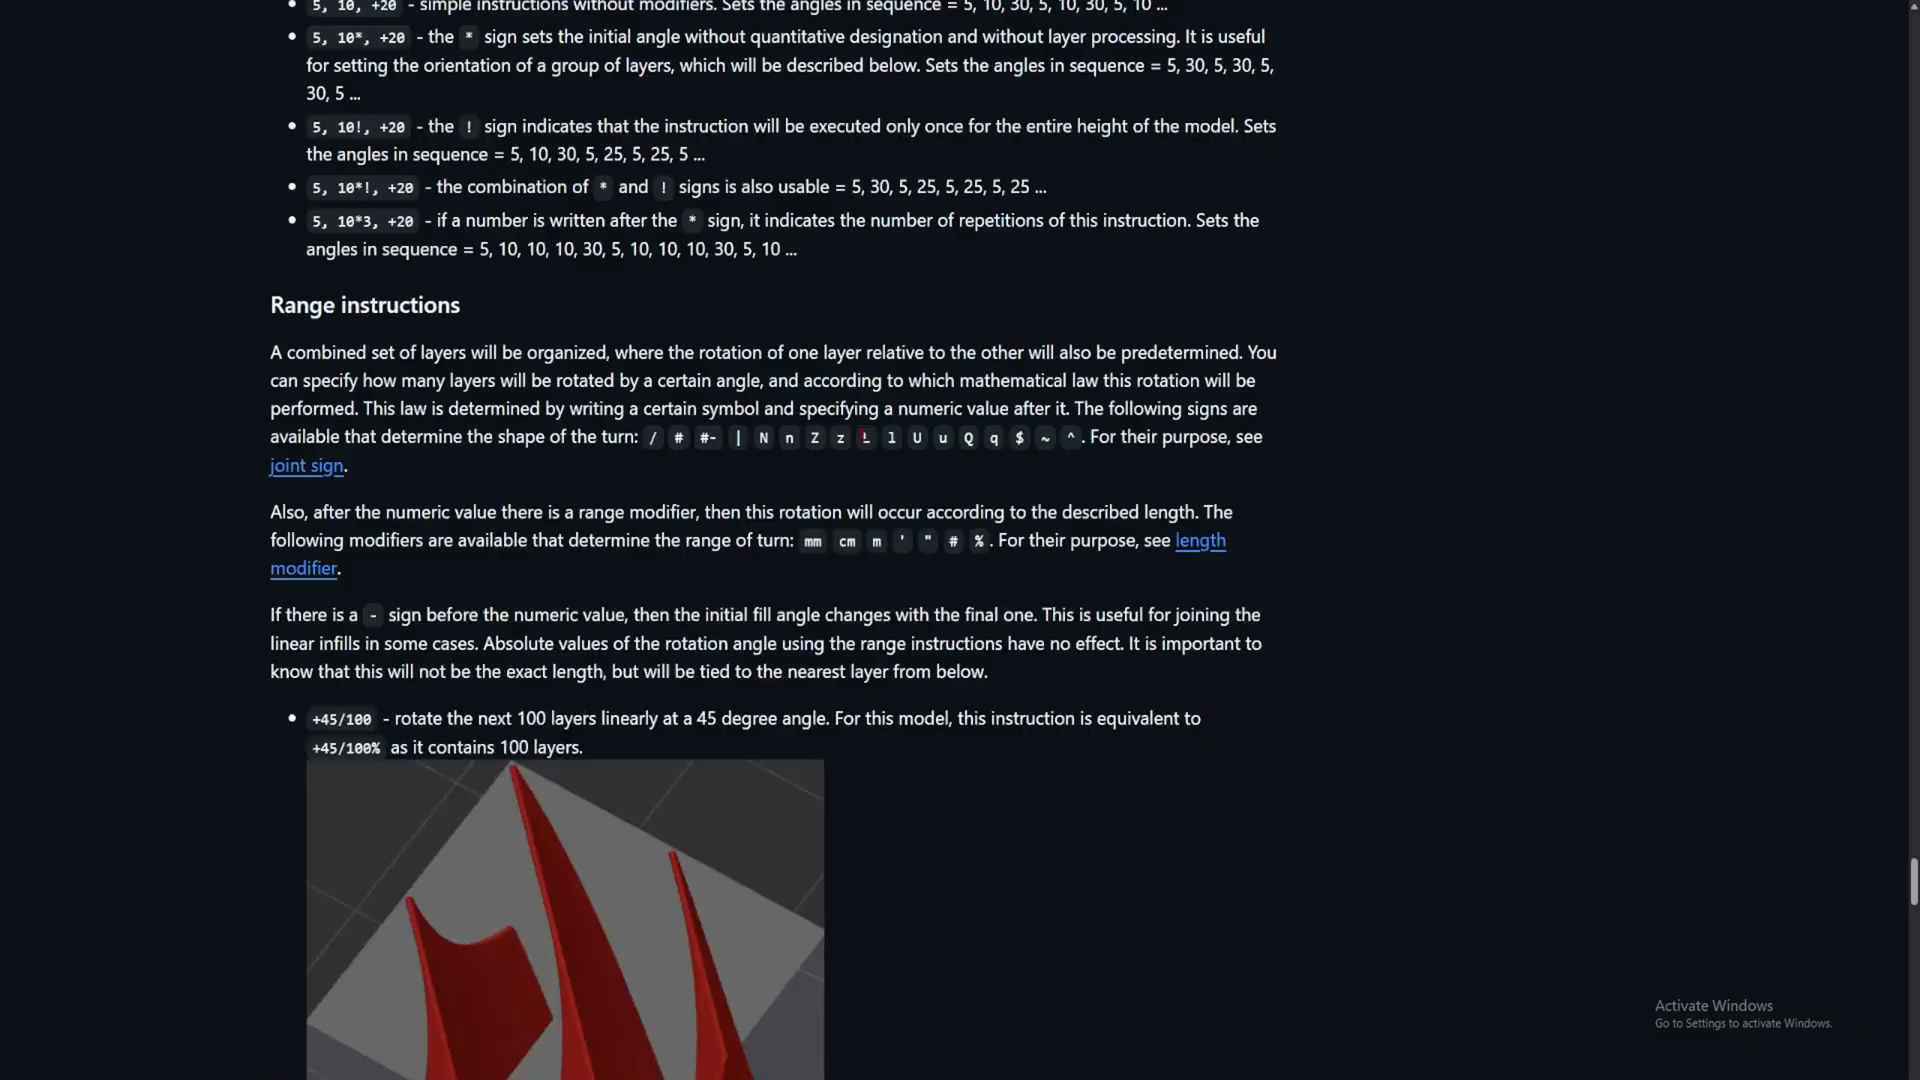 5, 10, +20 - simple instructions without modifiers. Sets the angles in sequence = 5, 10, 30, 5, 10, 30, 5, 10 ...
5, 10*, +20 - the * sign sets the initial angle without quantitative designation and without layer processing. It is useful
for setting the orientation of a group of layers, which will be described below. Sets the angles in sequence = 5, 30, 5, 30, 5,
30, 5 ...
5, 10!, +20 - the ! sign indicates that the instruction will be executed only once for the entire height of the model. Sets
the angles in sequence = 5, 10, 30, 5, 25, 5, 25, 5 ...
5, 10*!, +20 - the combination of * and ! signs is also usable = 5, 30, 5, 25, 5, 25, 5, 25 ...
5, 10*3, +20 - if a number is written after the * sign, it indicates the number of repetitions of this instruction. Sets the
angles in sequence = 5, 10, 10, 10, 30, 5, 10, 10, 10, 30, 5, 10 ...
Range instructions
A combined set of layers will be organized, where the rotation of one layer relative to the other will also be predetermined. You
can specify how many layers will be rotated by a certain angle, and according to which mathematical law this rotation will be
performed. This law is determined by writing a certain symbol and specifying a numeric value after it. The following signs are
available that determine the shape of the turn: / # #- | N n Z z L l U u Q q $ ~ ^. For their purpose, see
joint sign.
Also, after the numeric value there is a range modifier, then this rotation will occur according to the described length. The
following modifiers are available that determine the range of turn: mm cm m ' " # %. For their purpose, see length
modifier.
If there is a - sign before the numeric value, then the initial fill angle changes with the final one. This is useful for joining the
linear infills in some cases. Absolute values of the rotation angle using the range instructions have no effect. It is important to
know that this will not be the exact length, but will be tied to the nearest layer from below.
+45/100 - rotate the next 100 layers linearly at a 45 degree angle. For this model, this instruction is equivalent to
+45/100% as it contains 100 layers.
Activate Windows
Go to Settings to activate Windows.